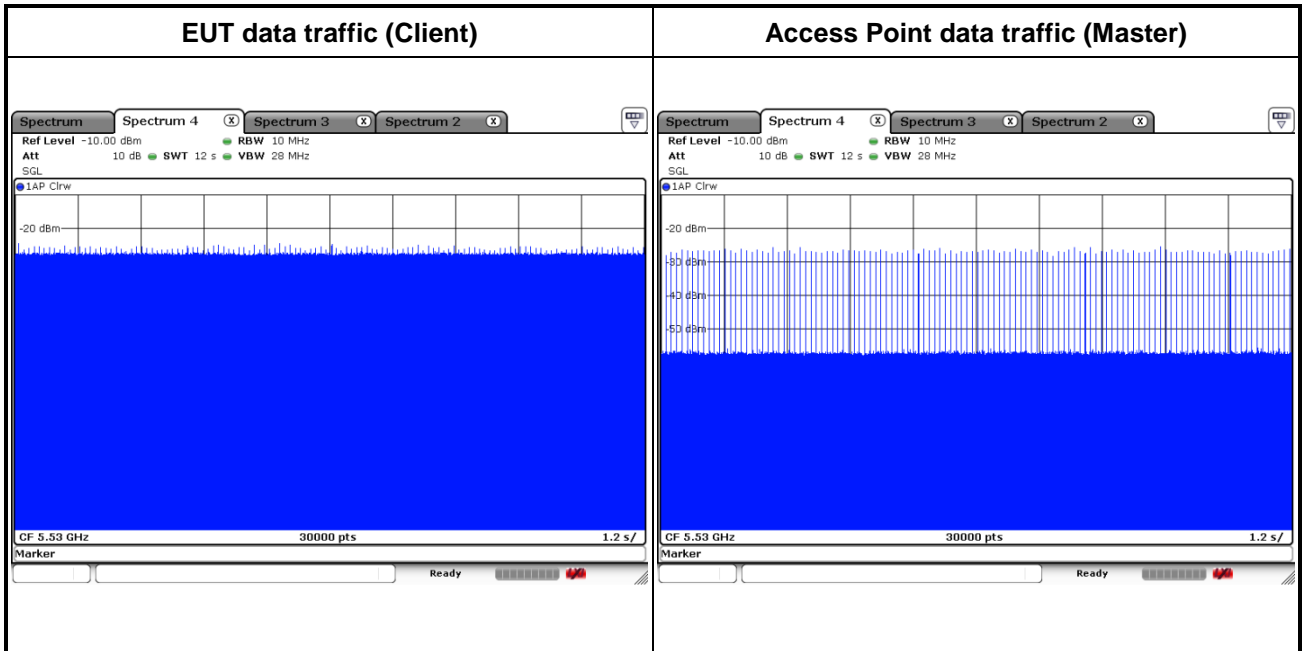 EUT data traffic (Client)
Spectrum Spectrum 4 X Spectrum 3 X Spectrum 2 X
Ref Level -10.00 dBm RBW 10 MHz
Att 10 dB SWT 12 s VBW 28 MHz
SGL
1AP Clrw
-20 dBm
CF 5.53 GHz 30000 pts 1.2 s/
Marker
Ready
Access Point data traffic (Master)
Spectrum Spectrum 4 X Spectrum 3 X Spectrum 2 X
Ref Level -10.00 dBm RBW 10 MHz
Att 10 dB SWT 12 s VBW 28 MHz
SGL
1AP Clrw
-20 dBm
-30 dBm
-40 dBm
-50 dBm
CF 5.53 GHz 30000 pts 1.2 s/
Marker
Ready